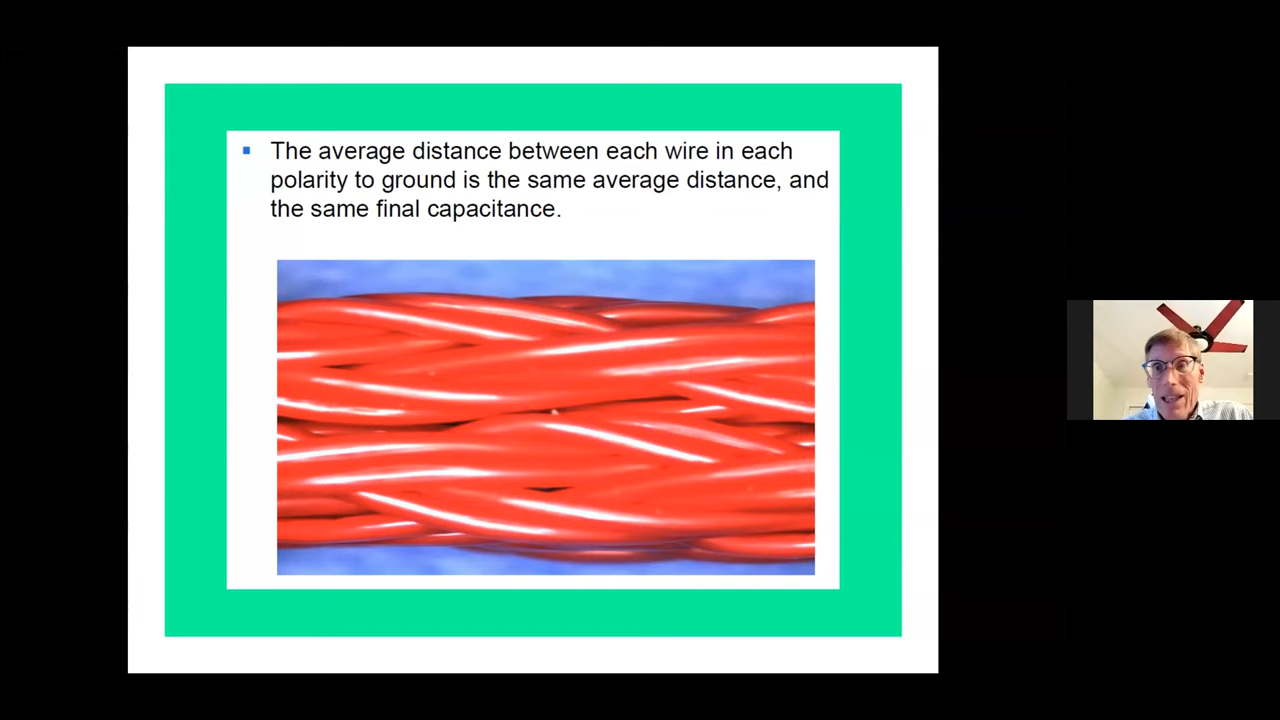 The average distance between each wire in each
polarity to ground is the same average distance, and
the same final capacitance.